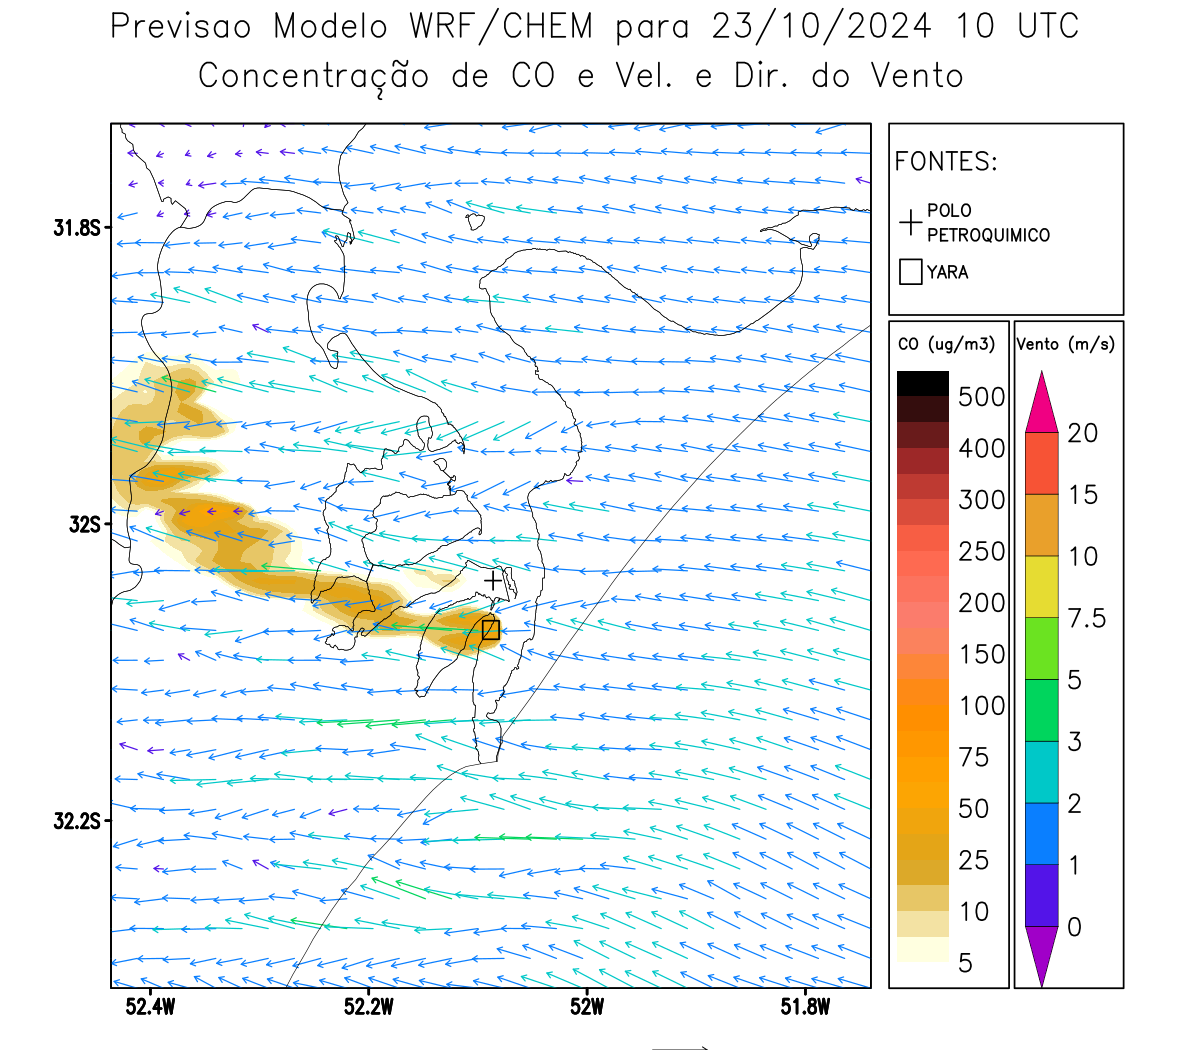 Previsao Modelo WRF/CHEM para 23/10/2024 10 UTC
Concentração de CO e Vel. e Dir. do Vento
FONTES:
POLO
PETROQUIMICO
YARA
CO (ug/m3)
500
400
300
250
200
150
100
75
50
25
10
5
Vento (m/s)
20
15
10
7.5
5
3
2
1
0
31.8S
32S
32.2S
52.4W
52.2W
52W
51.8W